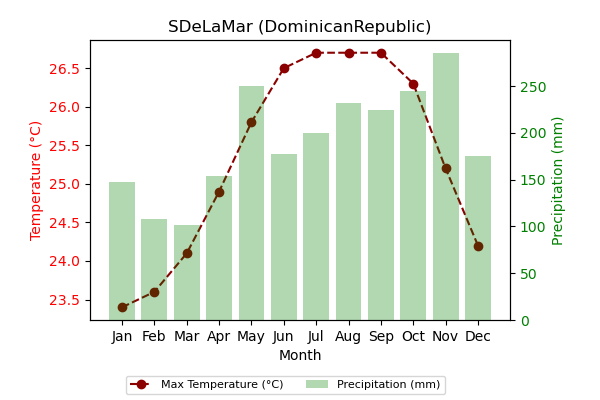 SDeLaMar (DominicanRepublic)
Temperature (°C)
26.5
26.0
25.5
25.0
24.5
24.0
23.5
Precipitation (mm)
250
200
150
100
50
0
Jan Feb Mar Apr May Jun Jul Aug Sep Oct Nov Dec
Month
Max Temperature (°C) Precipitation (mm)